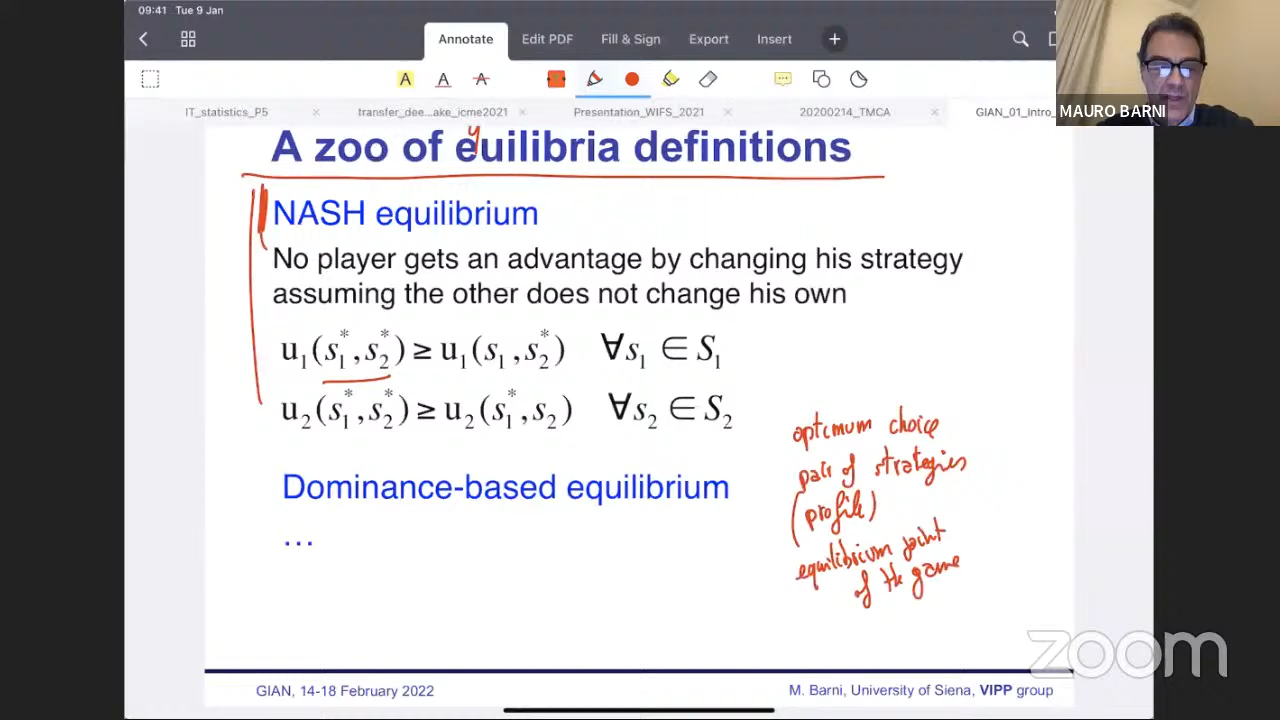 09:41 Tue 9 Jan
Annotate Edit PDF Fill & Sign Export Insert
A A A
IT_statistics_P5 transfer_dee...ake_icme2021 Presentation_WIFS_2021 20200214_TMCA GIAN_01_Intro_
MAURO BARNI
A zoo of euilibria definitions
q
NASH equilibrium
No player gets an advantage by changing his strategy
assuming the other does not change his own
u₁(s₁*,s₂*) ≥ u₁(s₁,s₂*) ∀s₁ ∈ S₁
u₂(s₁*,s₂*) ≥ u₂(s₁*,s₂) ∀s₂ ∈ S₂
Dominance-based equilibrium
...
optimum choice
pair of strategies
(profile)
equilibrium point
of the game
zoom
GIAN, 14-18 February 2022
M. Barni, University of Siena, VIPP group